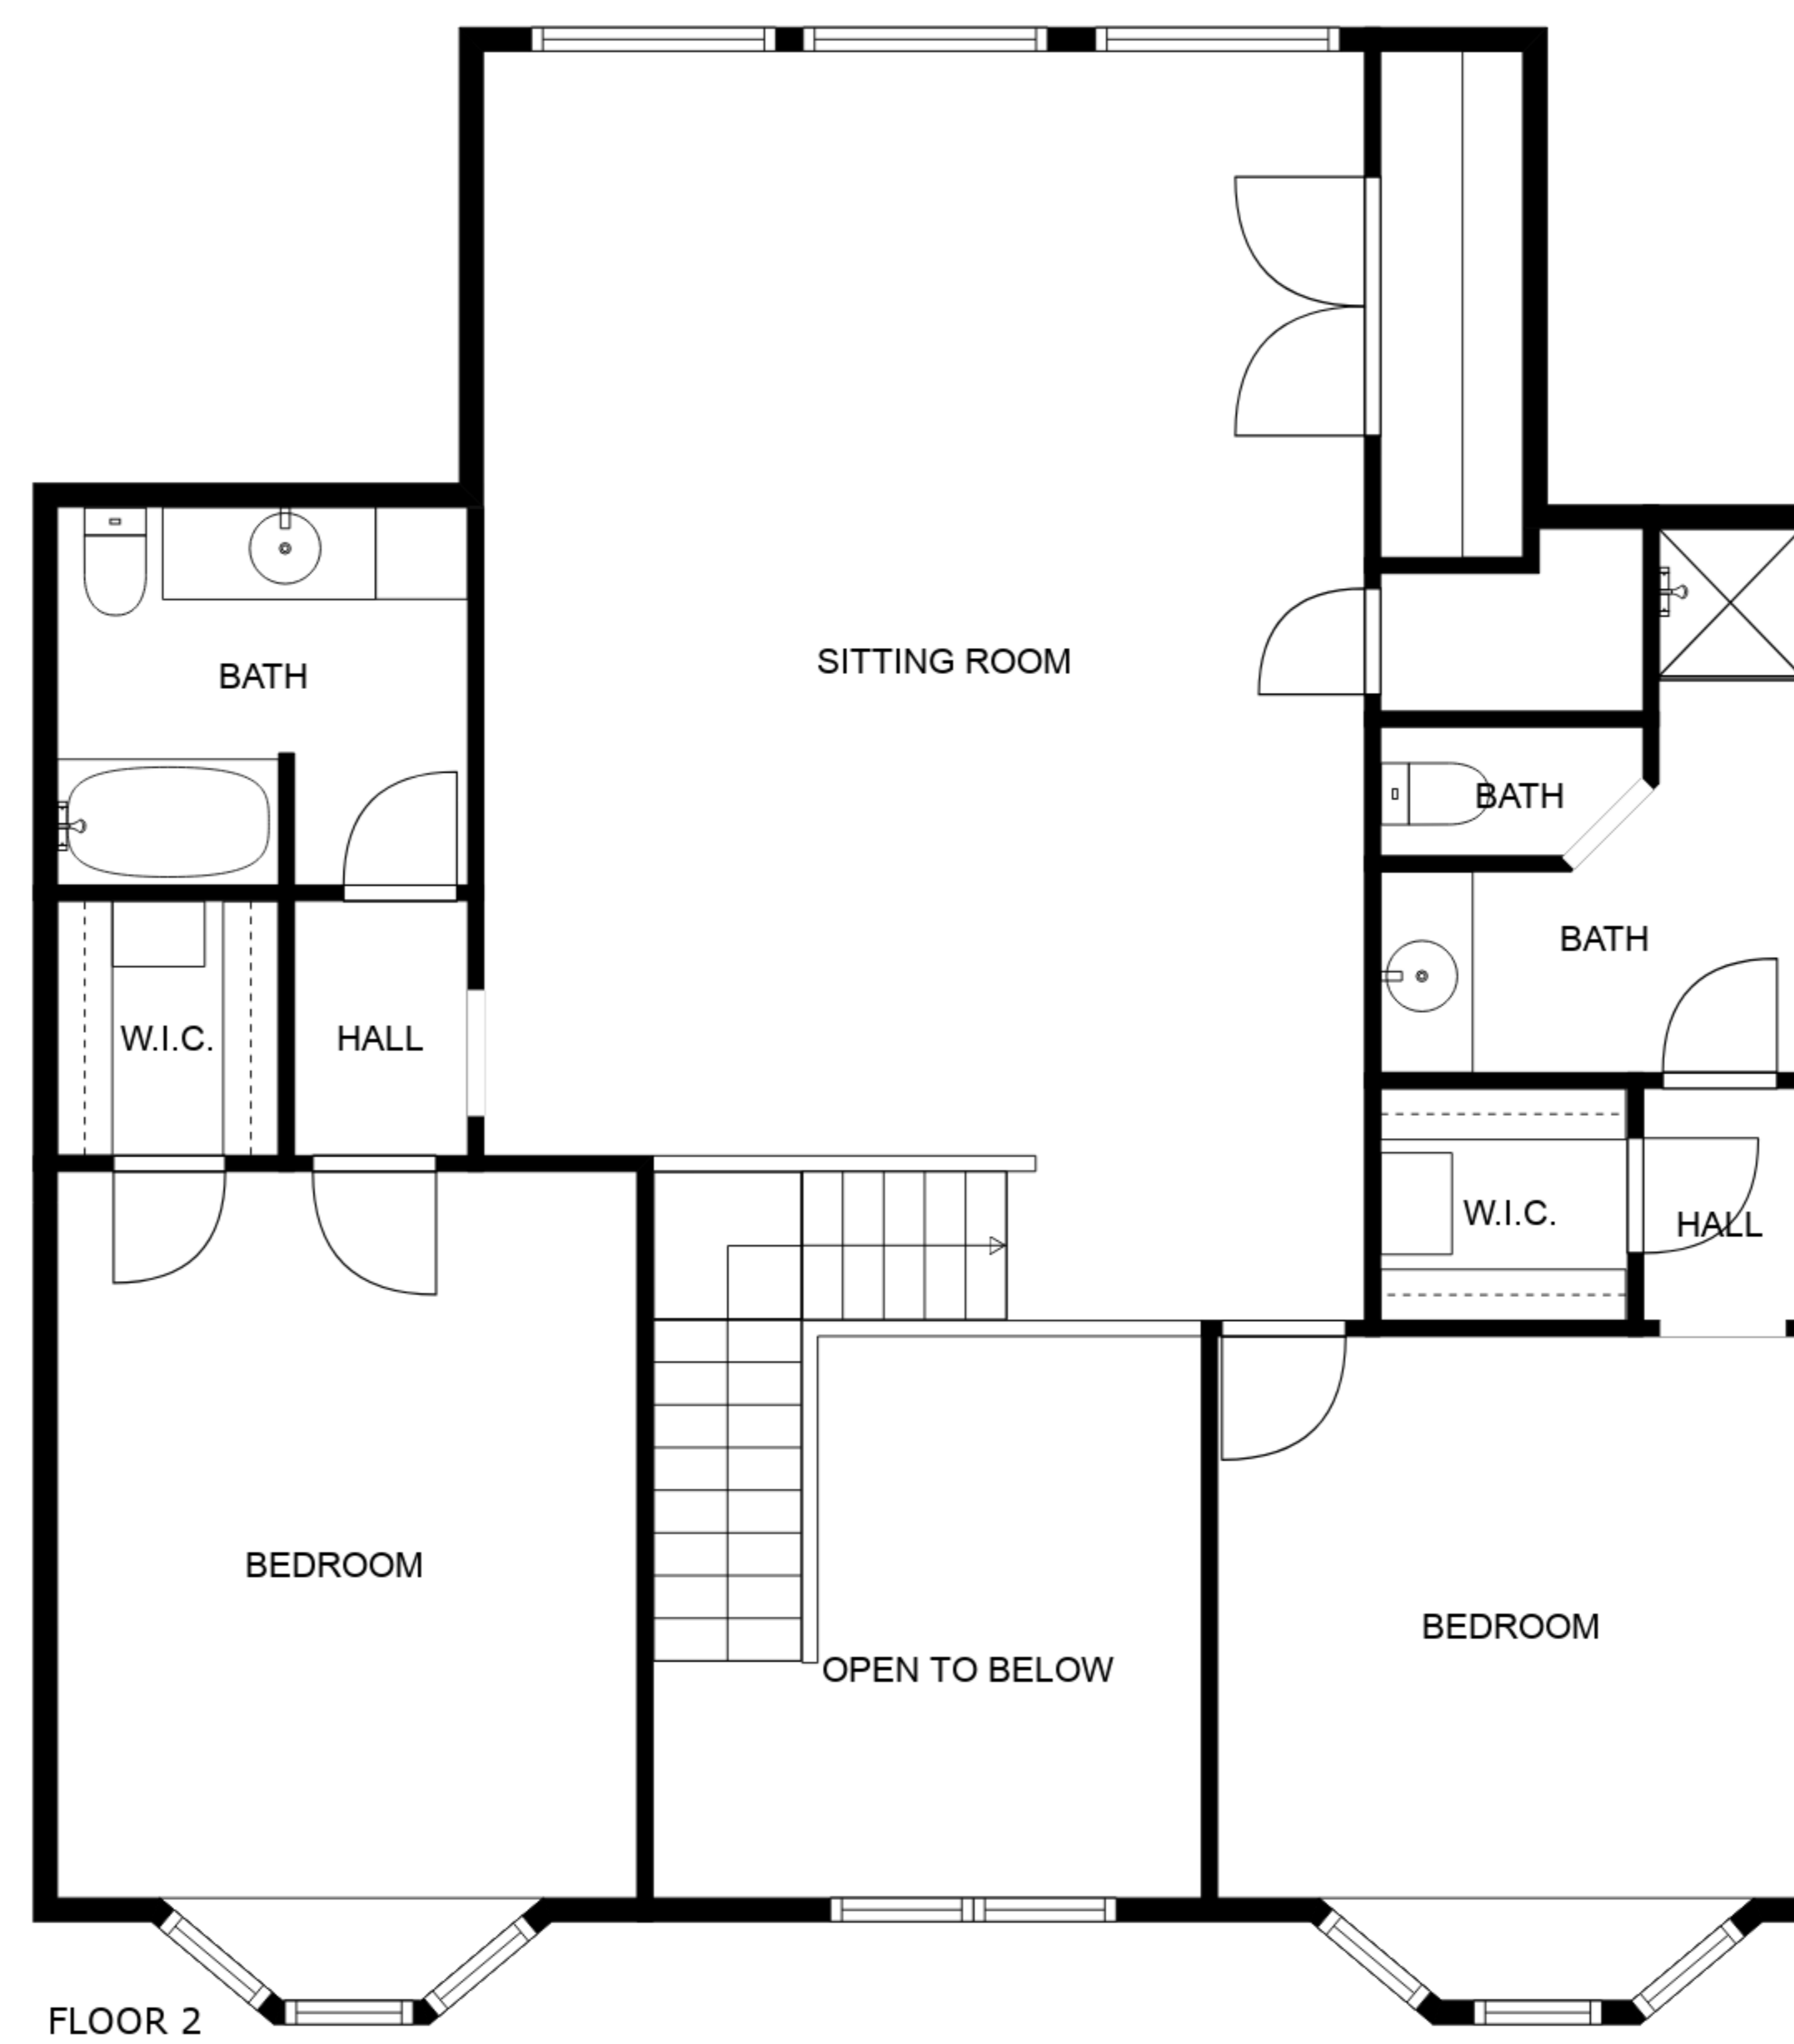 SITTING ROOM
BATH
BATH
BATH
W.I.C.
HALL
W.I.C.
HALL
BEDROOM
BEDROOM
OPEN TO BELOW
FLOOR 2